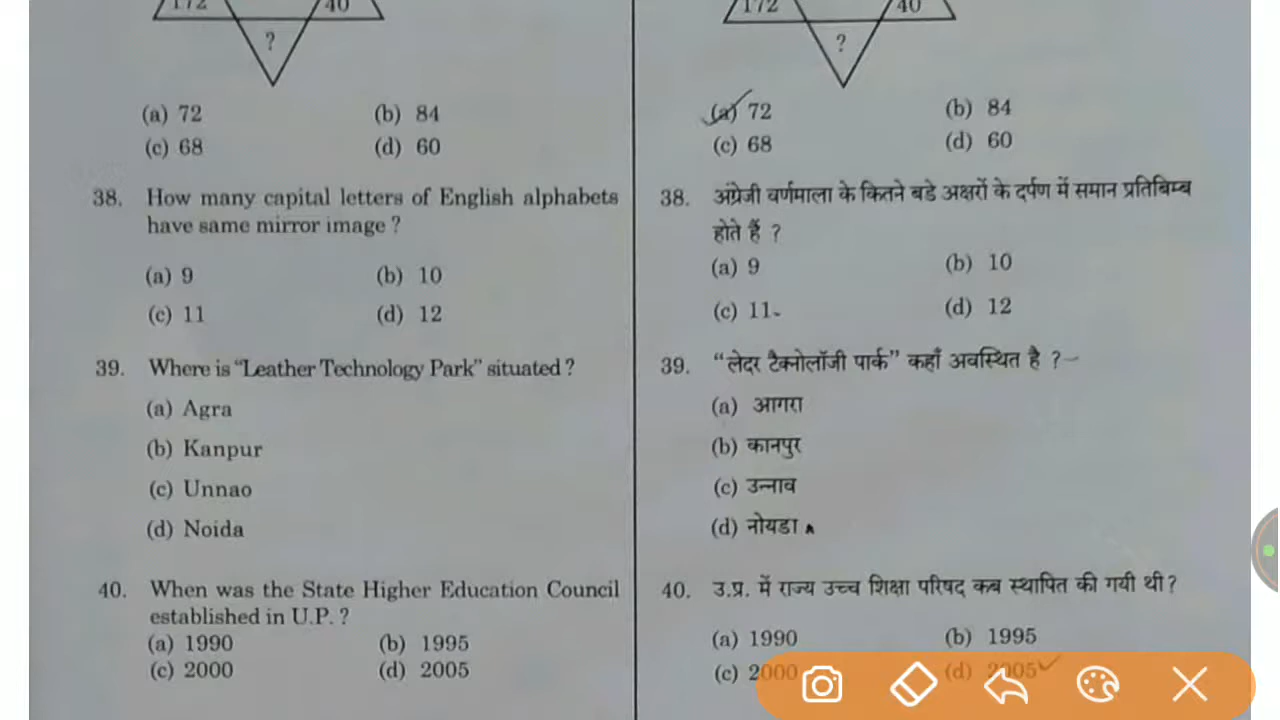 172
40
?
(a) 72
(b) 84
(c) 68
(d) 60
38. How many capital letters of English alphabets
have same mirror image ?
(a) 9
(b) 10
(c) 11
(d) 12
39. Where is “Leather Technology Park” situated ?
(a) Agra
(b) Kanpur
(c) Unnao
(d) Noida
40. When was the State Higher Education Council
established in U.P. ?
(a) 1990
(b) 1995
(c) 2000
(d) 2005
172
40
?
(a) 72
(b) 84
(c) 68
(d) 60
38. अंग्रेजी वर्णमाला के कितने बडे अक्षरों के दर्पण में समान प्रतिबिम्ब
होते हैं ?
(a) 9
(b) 10
(c) 11
(d) 12
39. “लेदर टैक्नोलॉजी पार्क” कहाँ अवस्थित है ?
(a) आगरा
(b) कानपुर
(c) उन्नाव
(d) नोयडा
40. उ.प्र. में राज्य उच्च शिक्षा परिषद कब स्थापित की गयी थी ?
(a) 1990
(b) 1995
(c) 2000
(d) 2005